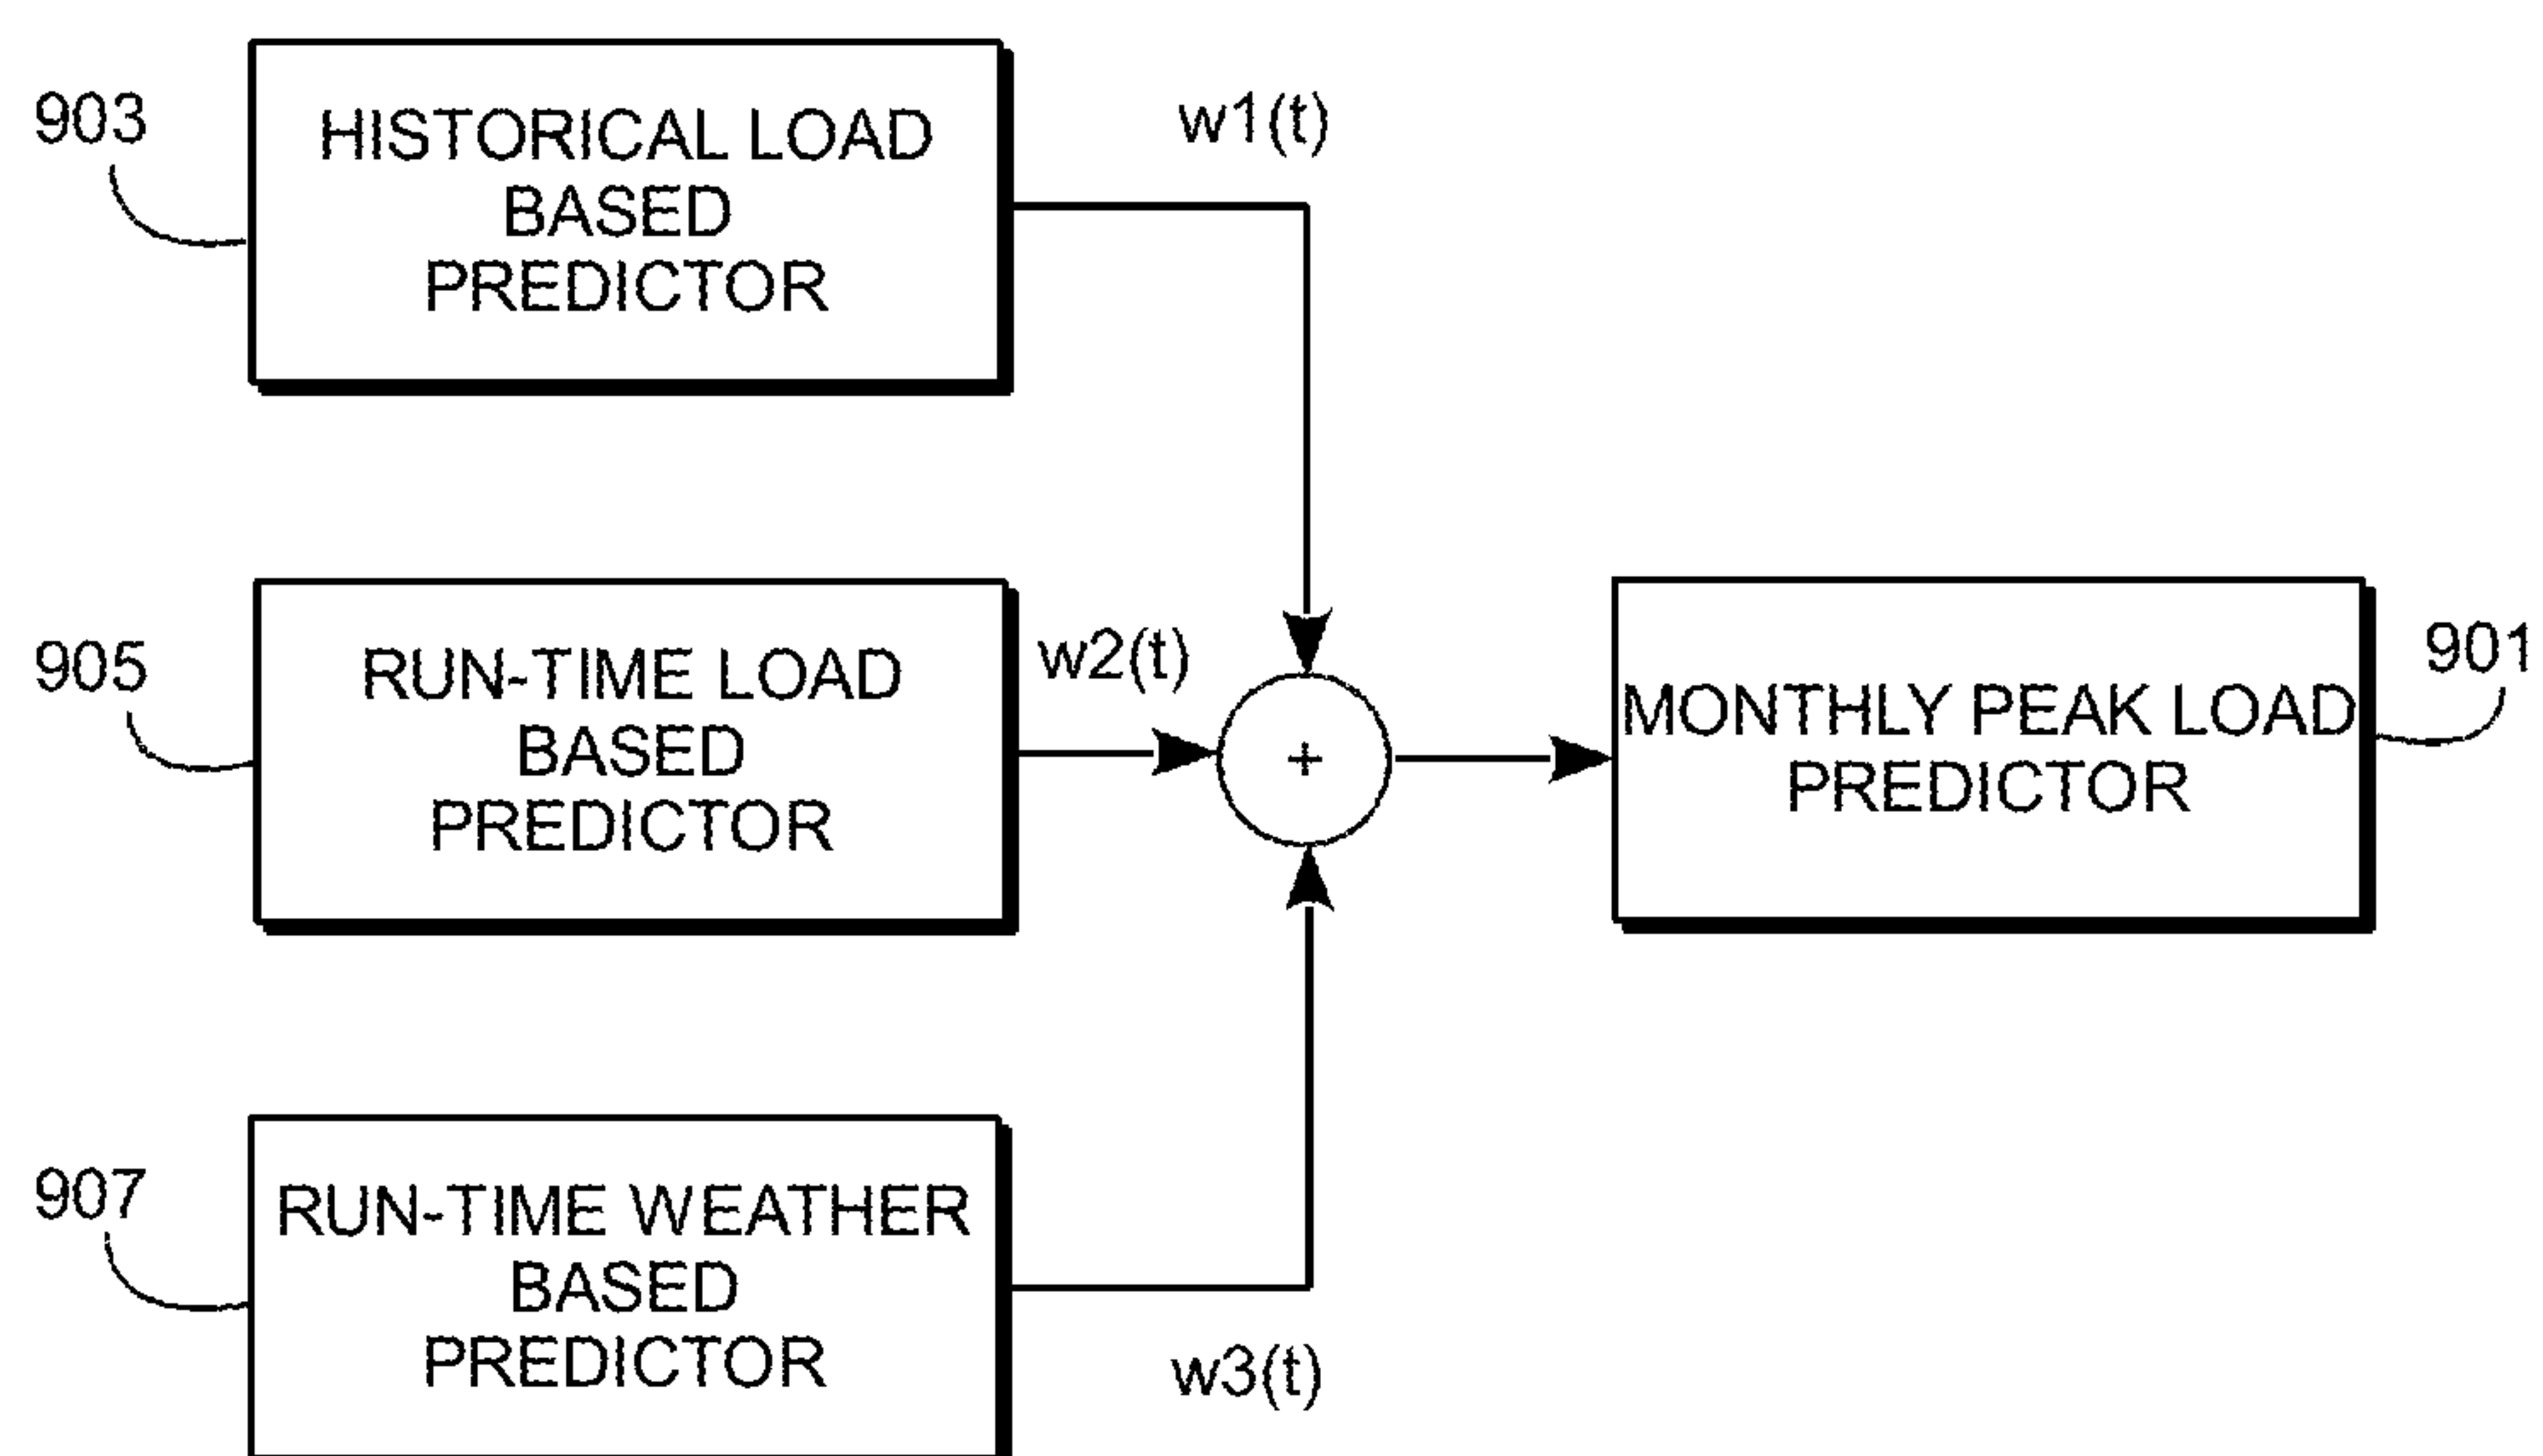 903
HISTORICAL LOAD
BASED
PREDICTOR
w1(t)
905
RUN-TIME LOAD
BASED
PREDICTOR
w2(t)
+
MONTHLY PEAK LOAD
PREDICTOR
901
907
RUN-TIME WEATHER
BASED
PREDICTOR
w3(t)